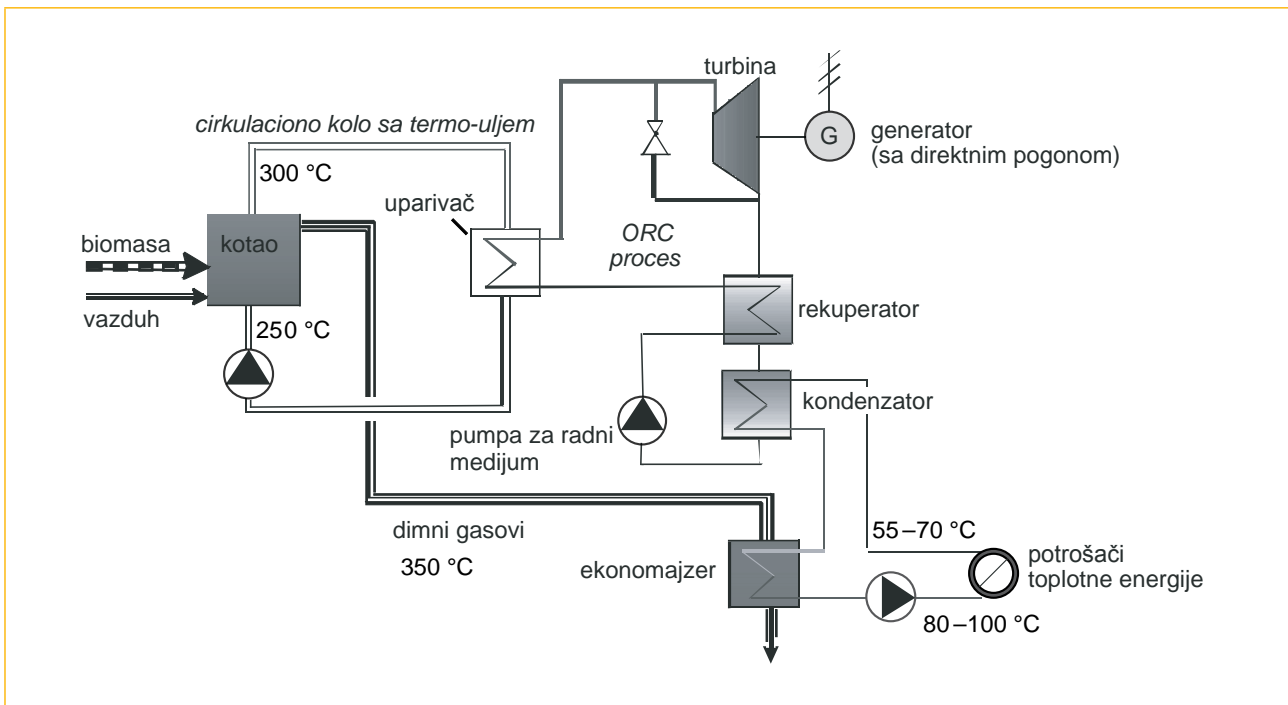 turbina
cirkulaciono kolo sa termo-uljem
G
generator
(sa direktnim pogonom)
300 °C
uparivač
biomasa
kotao
ORC
proces
vazduh
250 °C
rekuperator
kondenzator
pumpa za radni
medijum
dimni gasovi
350 °C
ekonomajzer
55–70 °C
potrošači
toplotne energije
80–100 °C